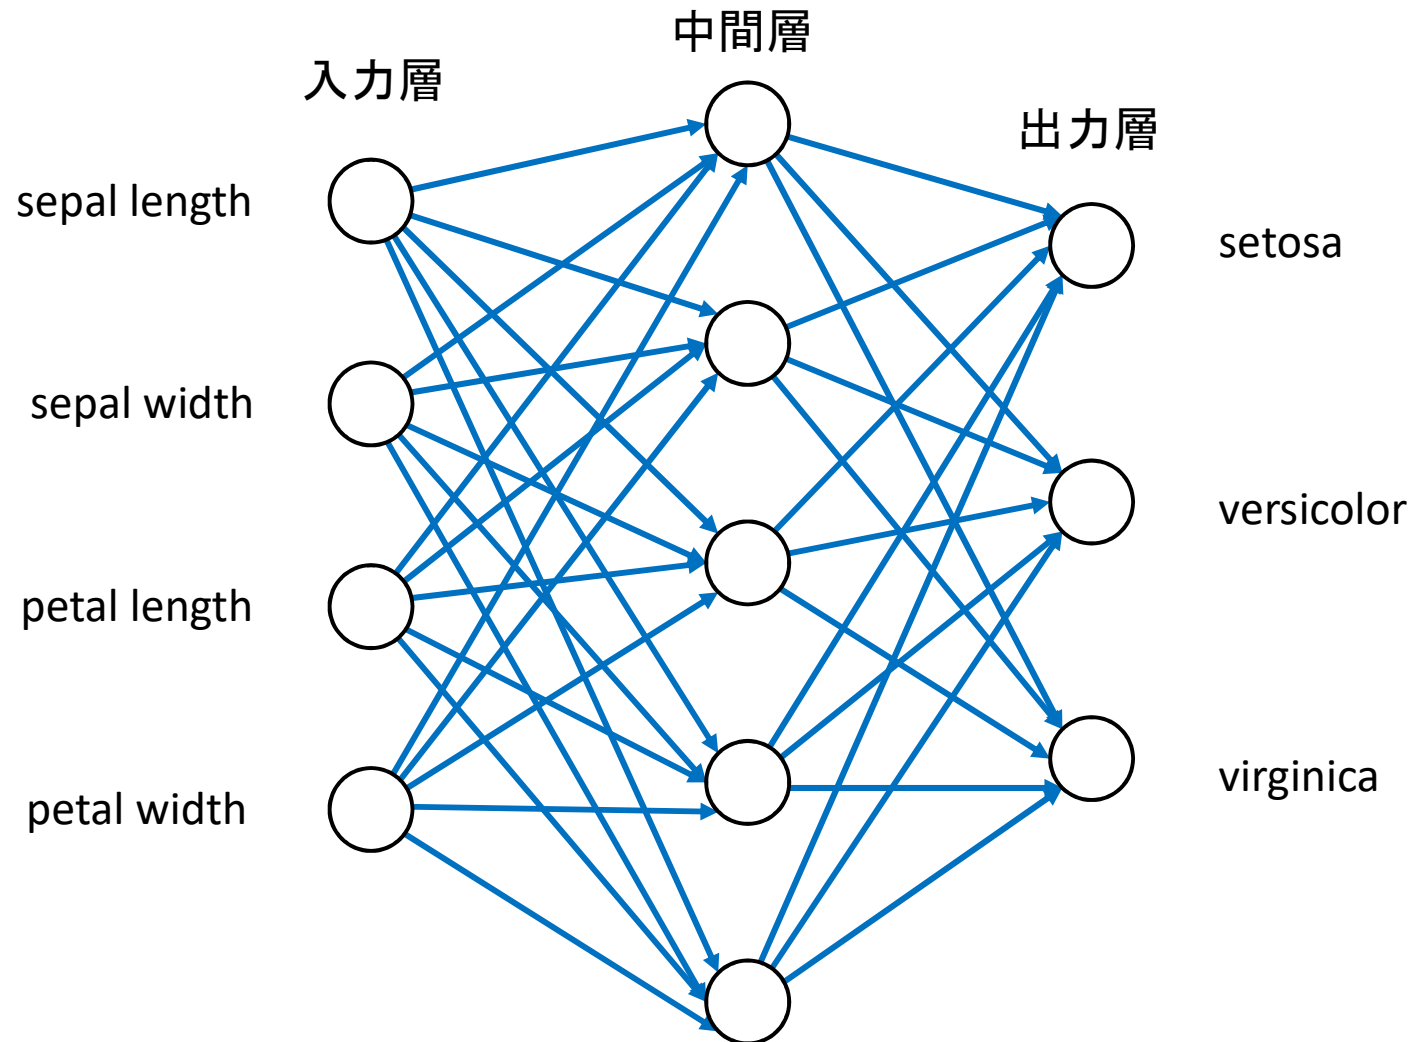 中間層
入力層
出力層
sepal length
setosa
sepal width
versicolor
petal length
virginica
petal width